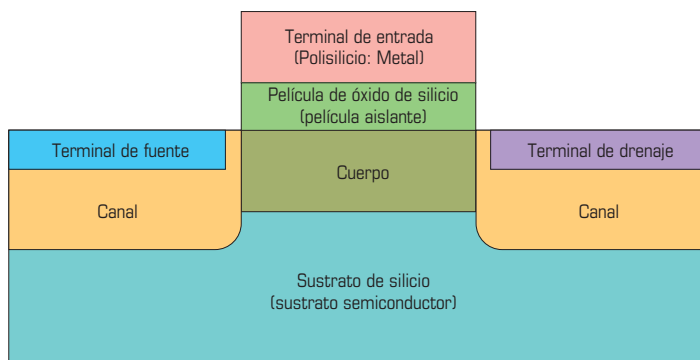 Terminal de entrada
(Polisilicio: Metal)
Película de óxido de silicio
(película aislante)
Terminal de fuente
Cuerpo
Terminal de drenaje
Canal
Canal
Sustrato de silicio
(sustrato semiconductor)